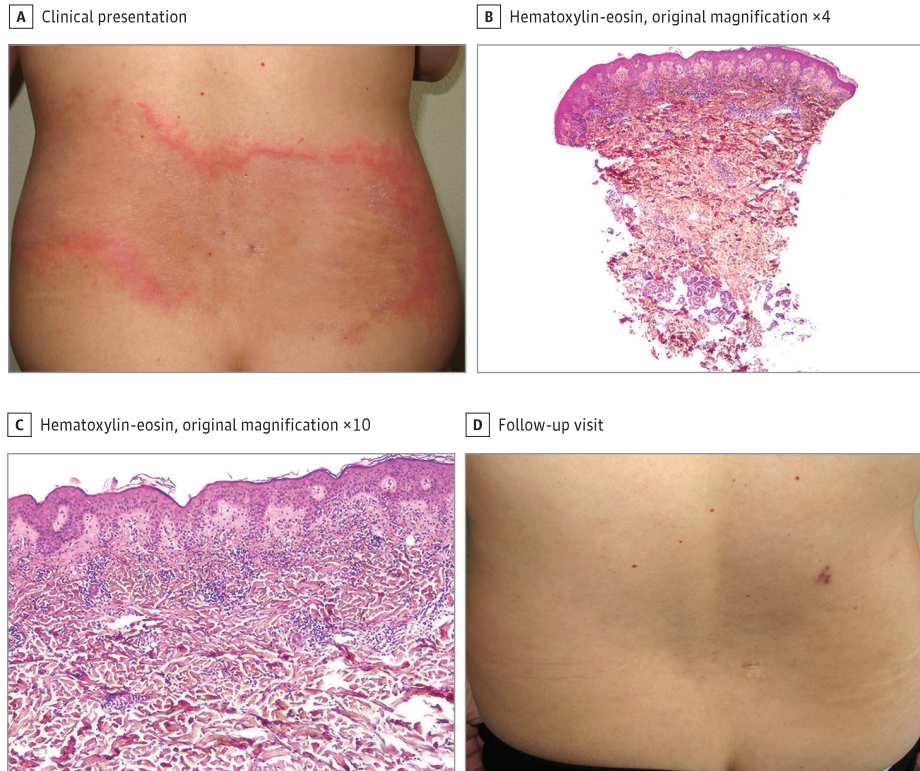 A Clinical presentation
B Hematoxylin-eosin, original magnification ×4
C Hematoxylin-eosin, original magnification ×10
D Follow-up visit